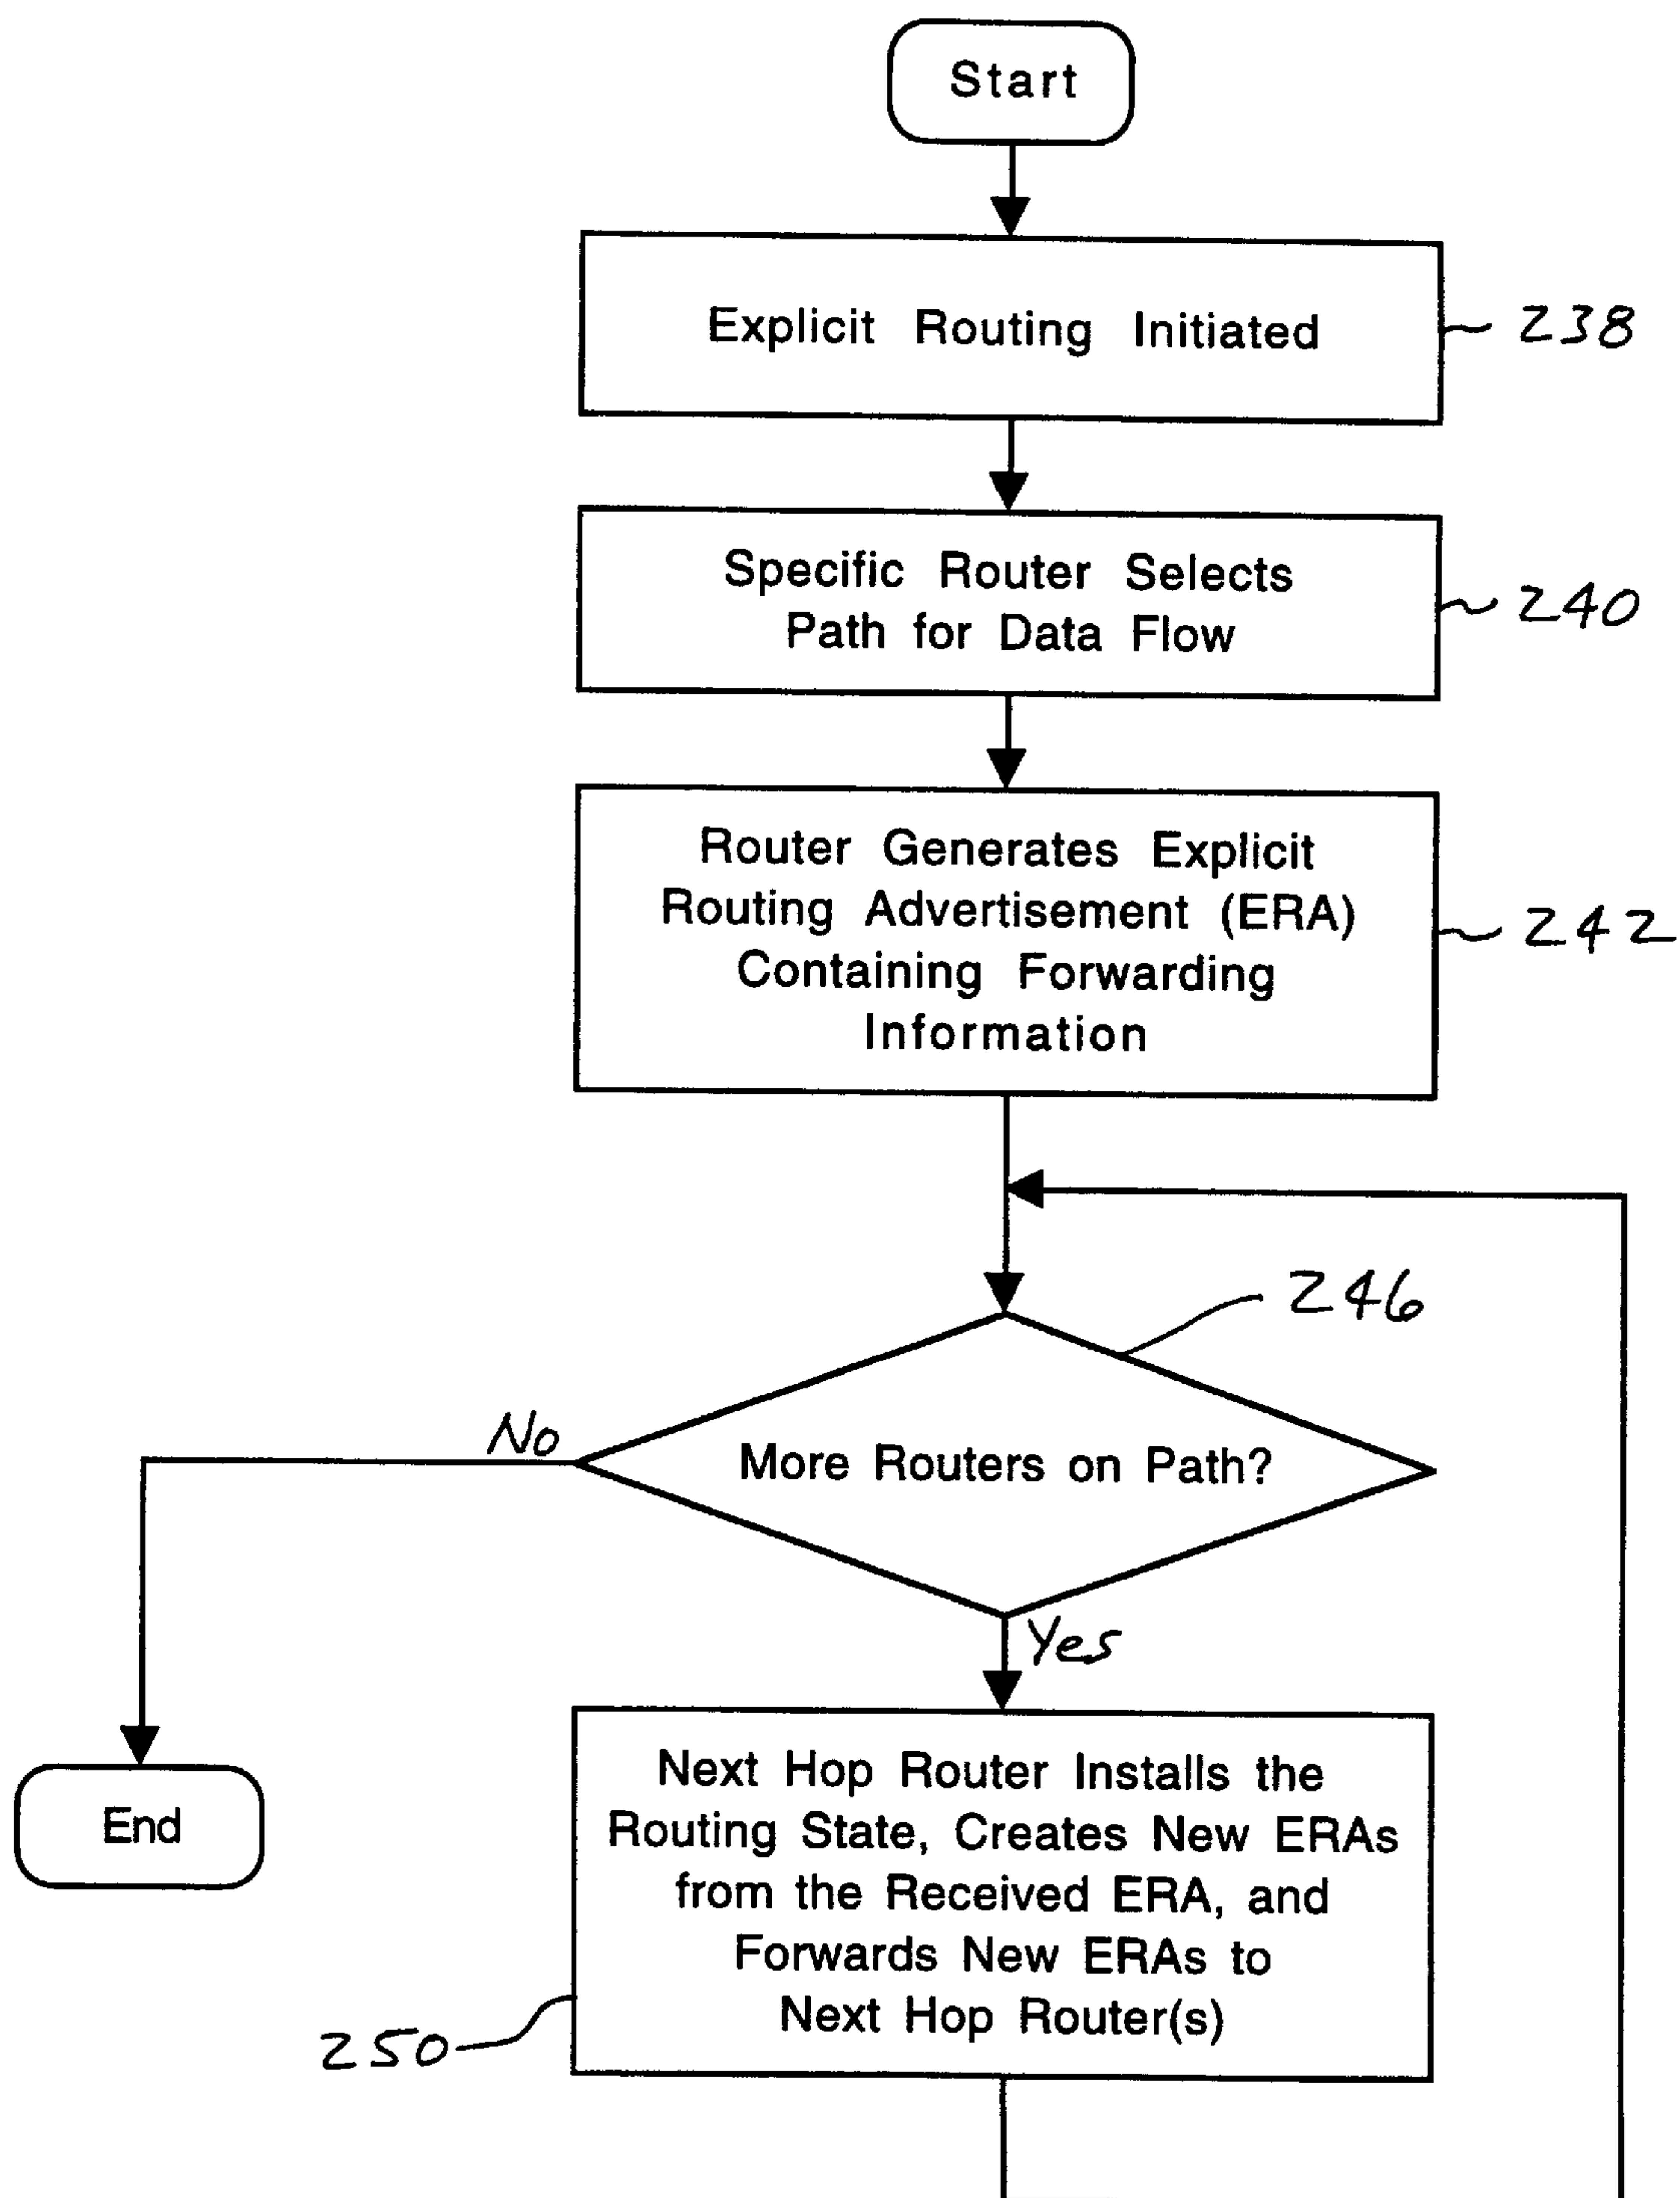 Start
Explicit Routing Initiated
238
Specific Router Selects
Path for Data Flow
240
Router Generates Explicit
Routing Advertisement (ERA)
Containing Forwarding
Information
242
246
More Routers on Path?
No
Yes
End
Next Hop Router Installs the
Routing State, Creates New ERAs
from the Received ERA, and
Forwards New ERAs to
Next Hop Router(s)
250